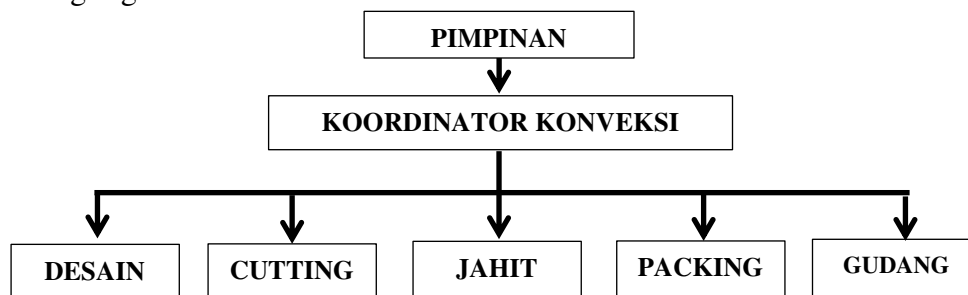 PIMPINAN
KOORDINATOR KONVEKSI
DESAIN
CUTTING
JAHIT
PACKING
GUDANG